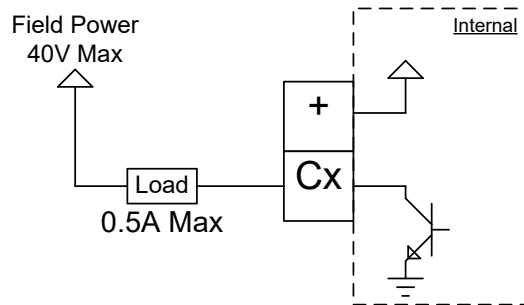 Field Power
40V Max
Internal
+
Cx
Load
0.5A Max